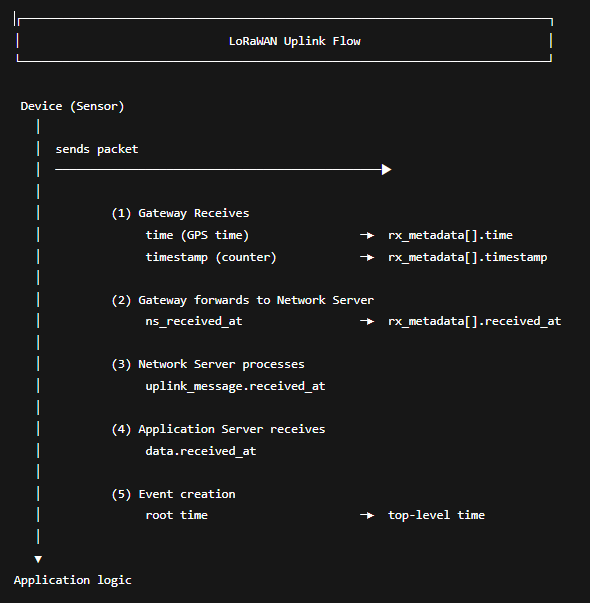 LoRaWAN Uplink Flow
Device (Sensor)
sends packet
(1) Gateway Receives
time (GPS time) → rx_metadata[].time
timestamp (counter) → rx_metadata[].timestamp
(2) Gateway forwards to Network Server
ns_received_at → rx_metadata[].received_at
(3) Network Server processes
uplink_message.received_at
(4) Application Server receives
data.received_at
(5) Event creation
root time → top-level time
Application logic